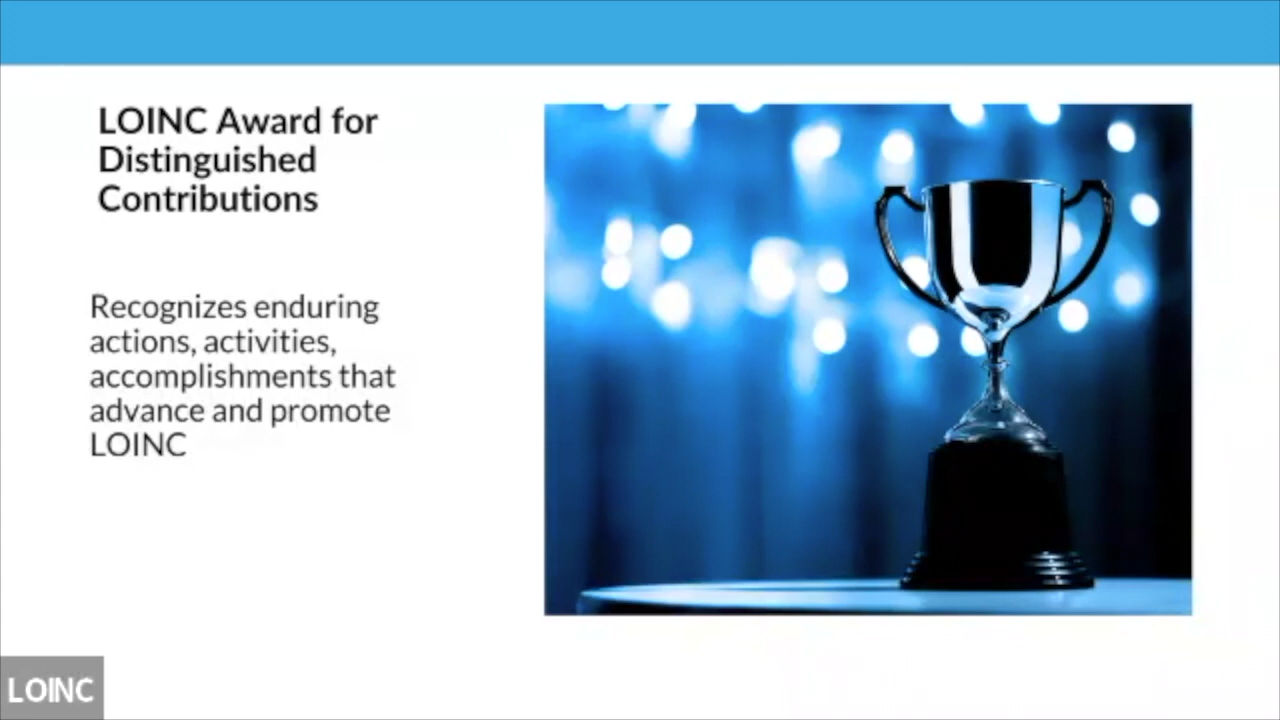 LOINC Award for
Distinguished
Contributions
Recognizes enduring
actions, activities,
accomplishments that
advance and promote
LOINC
LOINC